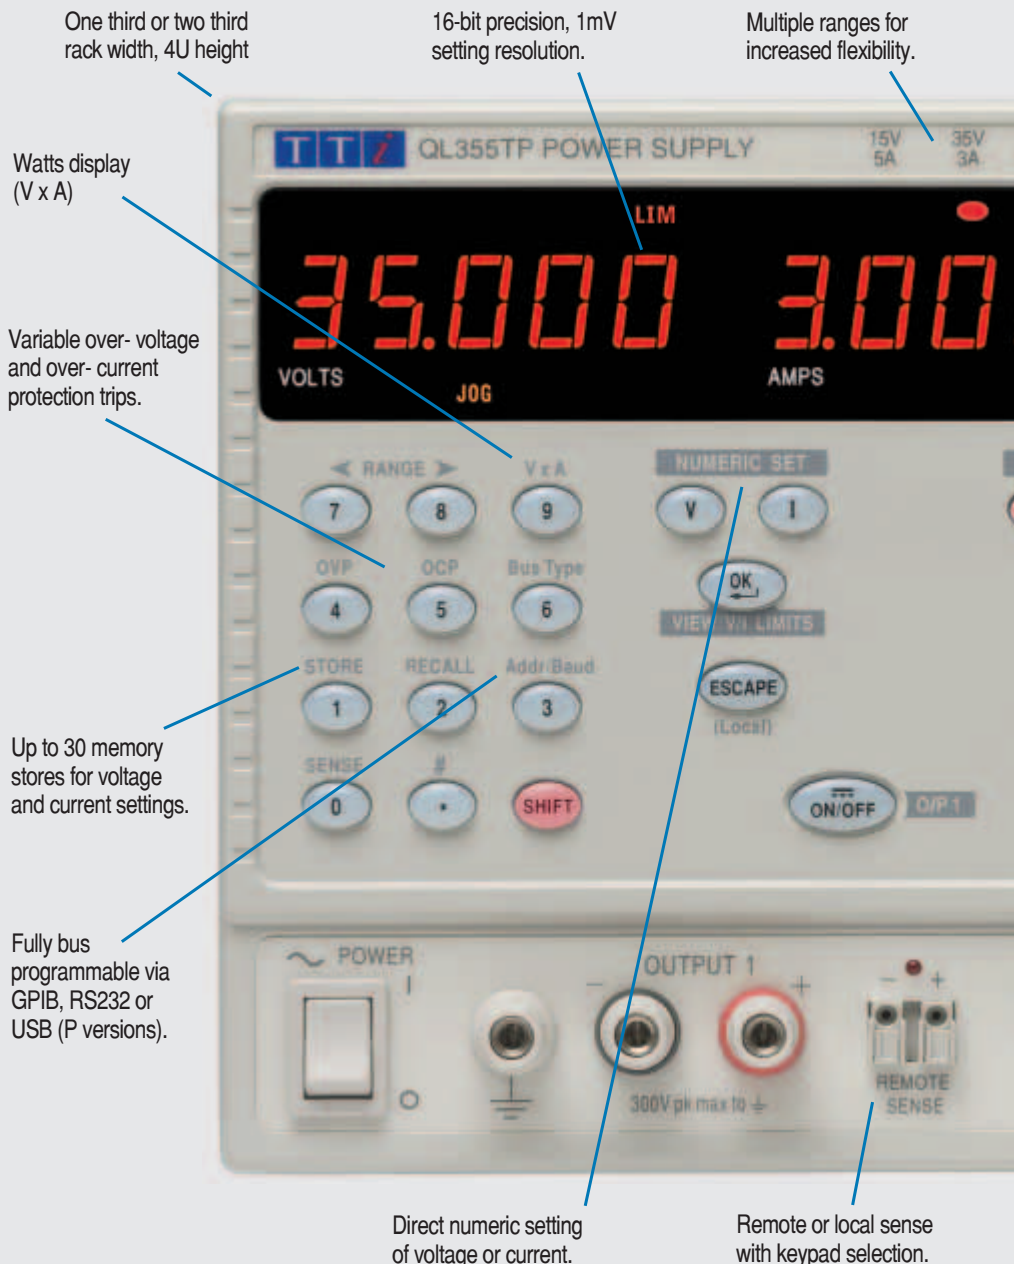 One third or two third
rack width, 4U height
16-bit precision, 1mV
setting resolution.
Multiple ranges for
increased flexibility.
TTi QL355TP POWER SUPPLY
15V
5A
35V
3A
Watts display
(V x A)
LIM
35.000
3.00
VOLTS
JOG
AMPS
Variable over- voltage
and over- current
protection trips.
RANGE
V x A
NUMERIC SET
7 8 9 V I
OVP OCP Bus Type
4 5 6 OK
VIEW V/I LIMITS
STORE RECALL Addr/Baud
1 2 3 ESCAPE
(Local)
Up to 30 memory
stores for voltage
and current settings.
SENSE #
0 . SHIFT ON/OFF O/P 1
Fully bus
programmable via
GPIB, RS232 or
USB (P versions).
POWER
I
O
OUTPUT 1
- +
300V pk max to
- +
REMOTE
SENSE
Direct numeric setting
of voltage or current.
Remote or local sense
with keypad selection.